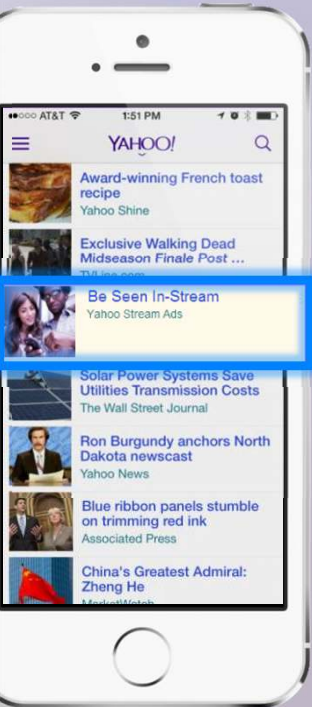 AT&T 1:51 PM
YAHOO!
Award-winning French toast
recipe
Yahoo Shine
Exclusive Walking Dead
Midseason Finale Post ...
TVLine.com
Be Seen In-Stream
Yahoo Stream Ads
Solar Power Systems Save
Utilities Transmission Costs
The Wall Street Journal
Ron Burgundy anchors North
Dakota newscast
Yahoo News
Blue ribbon panels stumble
on trimming red ink
Associated Press
China's Greatest Admiral:
Zheng He
MarketWatch